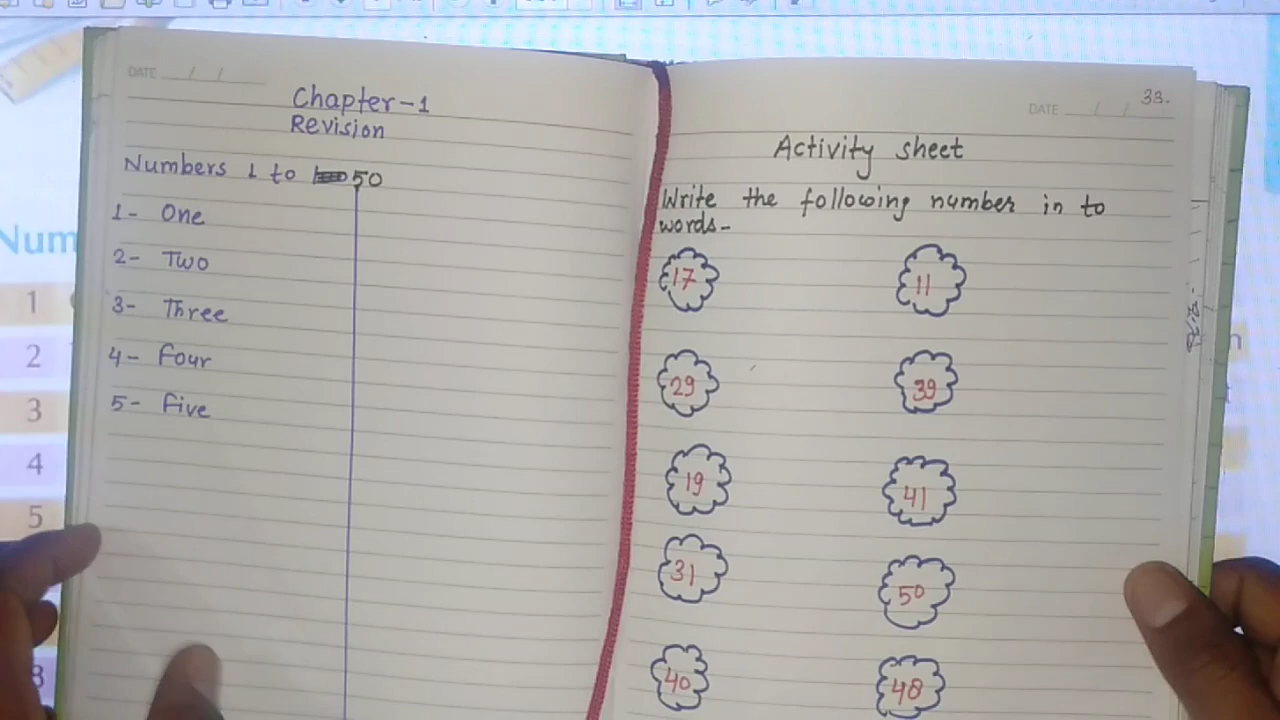 DATE / /
Chapter-1
Revision
Numbers 1 to 50
1- One
2- Two
3- Three
4- Four
5- Five
33.
DATE / /
Activity sheet
Write the following number in to
words-
17 11
29 39
19 41
31 50
40 48
Num
1
2
3
4
5
8